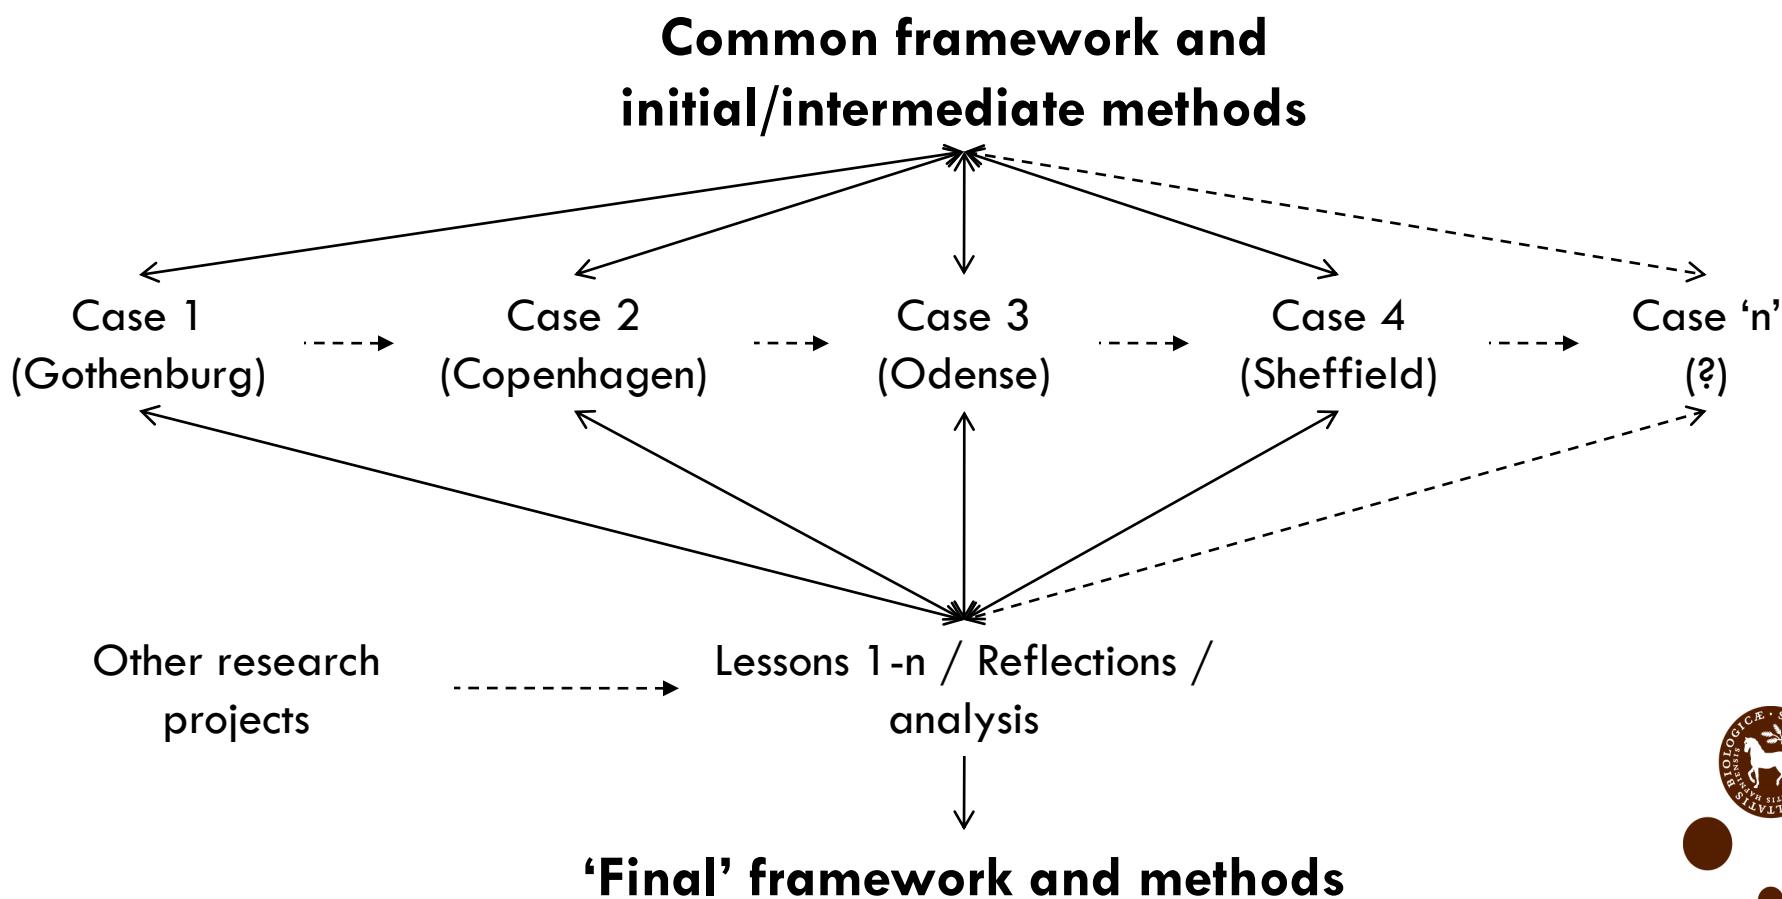 Common framework and
initial/intermediate methods
Case 1
(Gothenburg)
Case 2
(Copenhagen)
Case 3
(Odense)
Case 4
(Sheffield)
Case ‘n’
(?)
Other research
projects
Lessons 1-n / Reflections /
analysis
‘Final’ framework and methods